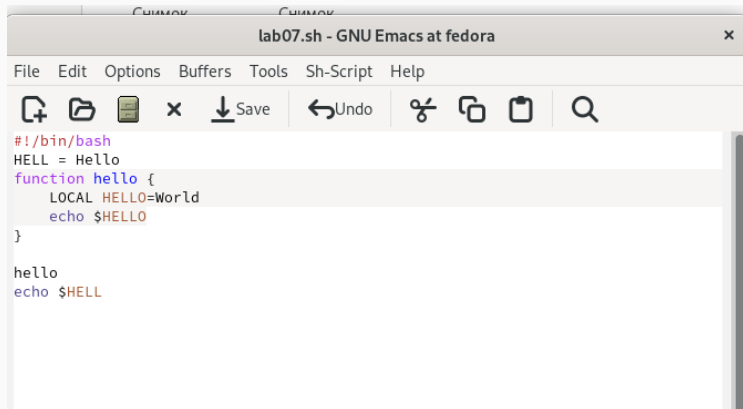 Снимок Снимок
lab07.sh - GNU Emacs at fedora ×
File Edit Options Buffers Tools Sh-Script Help
Save Undo
#!/bin/bash
HELL = Hello
function hello {
    LOCAL HELLO=World
    echo $HELLO
}
hello
echo $HELL